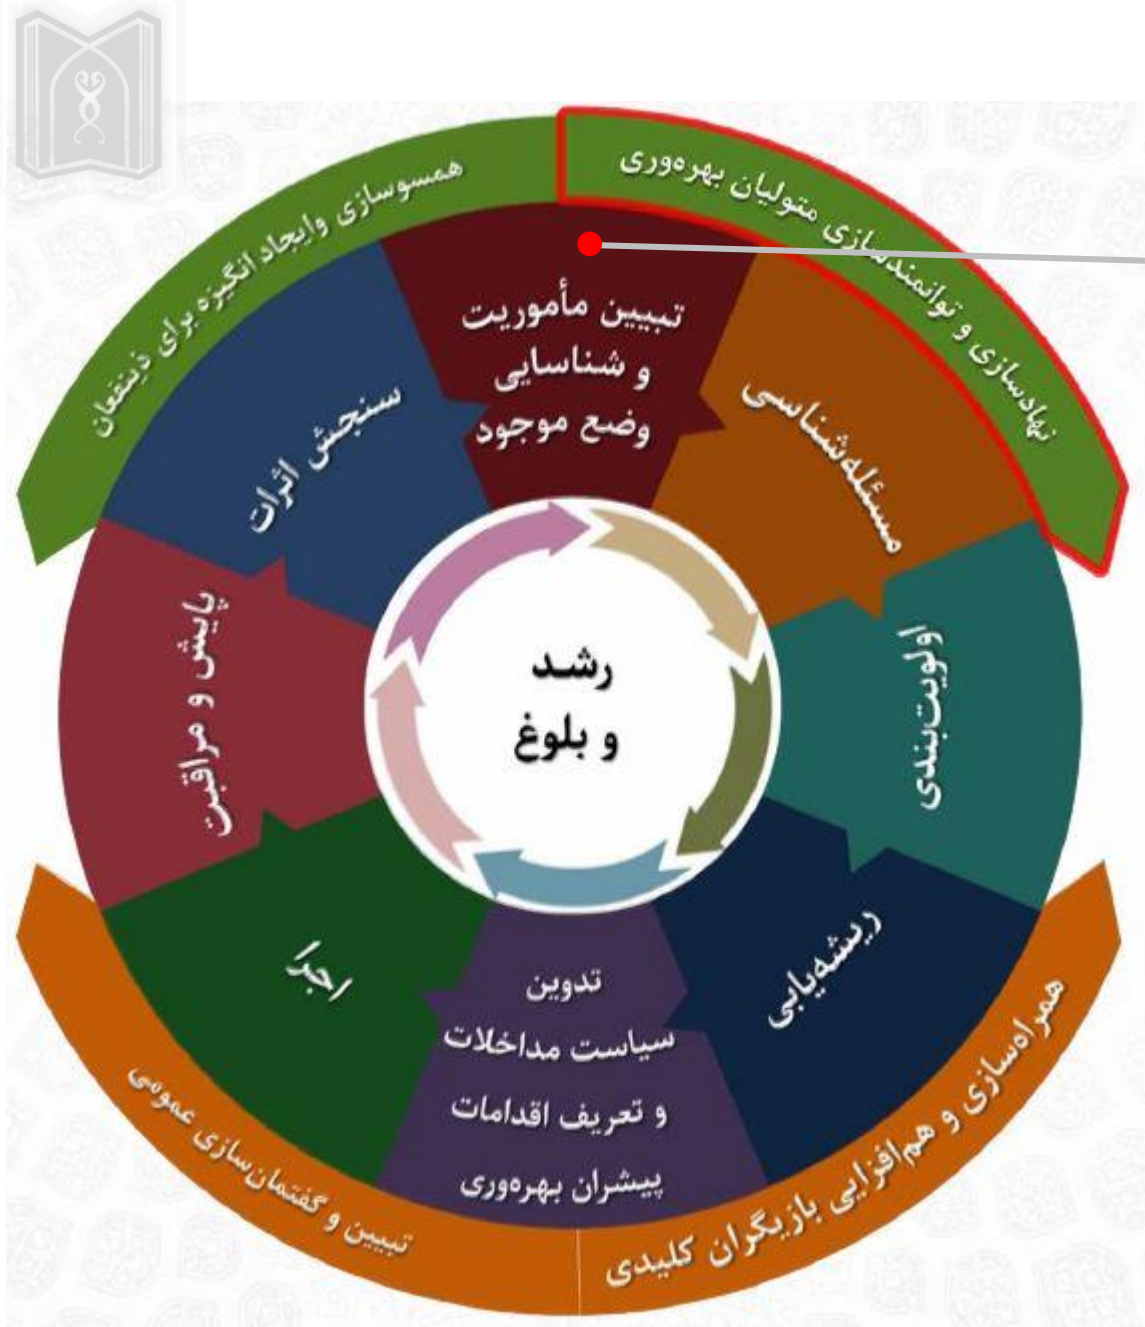 نهادسازی و توانمندسازی متولیان بهره‌وری
همسوسازی وایجاد انگیزه برای ذینفعان
تبیین مأموریت
و شناسایی
وضع موجود
مسئله‌شناسی
اولویت‌بندی
ریشه‌یابی
تدوین
سیاست مداخلات
و تعریف اقدامات
پیشران بهره‌وری
اجرا
پایش و مراقبت
سنجش اثرات
رشد
و بلوغ
همراه‌سازی و هم‌افزایی بازیگران کلیدی
تبیین و گفتمان‌سازی عمومی